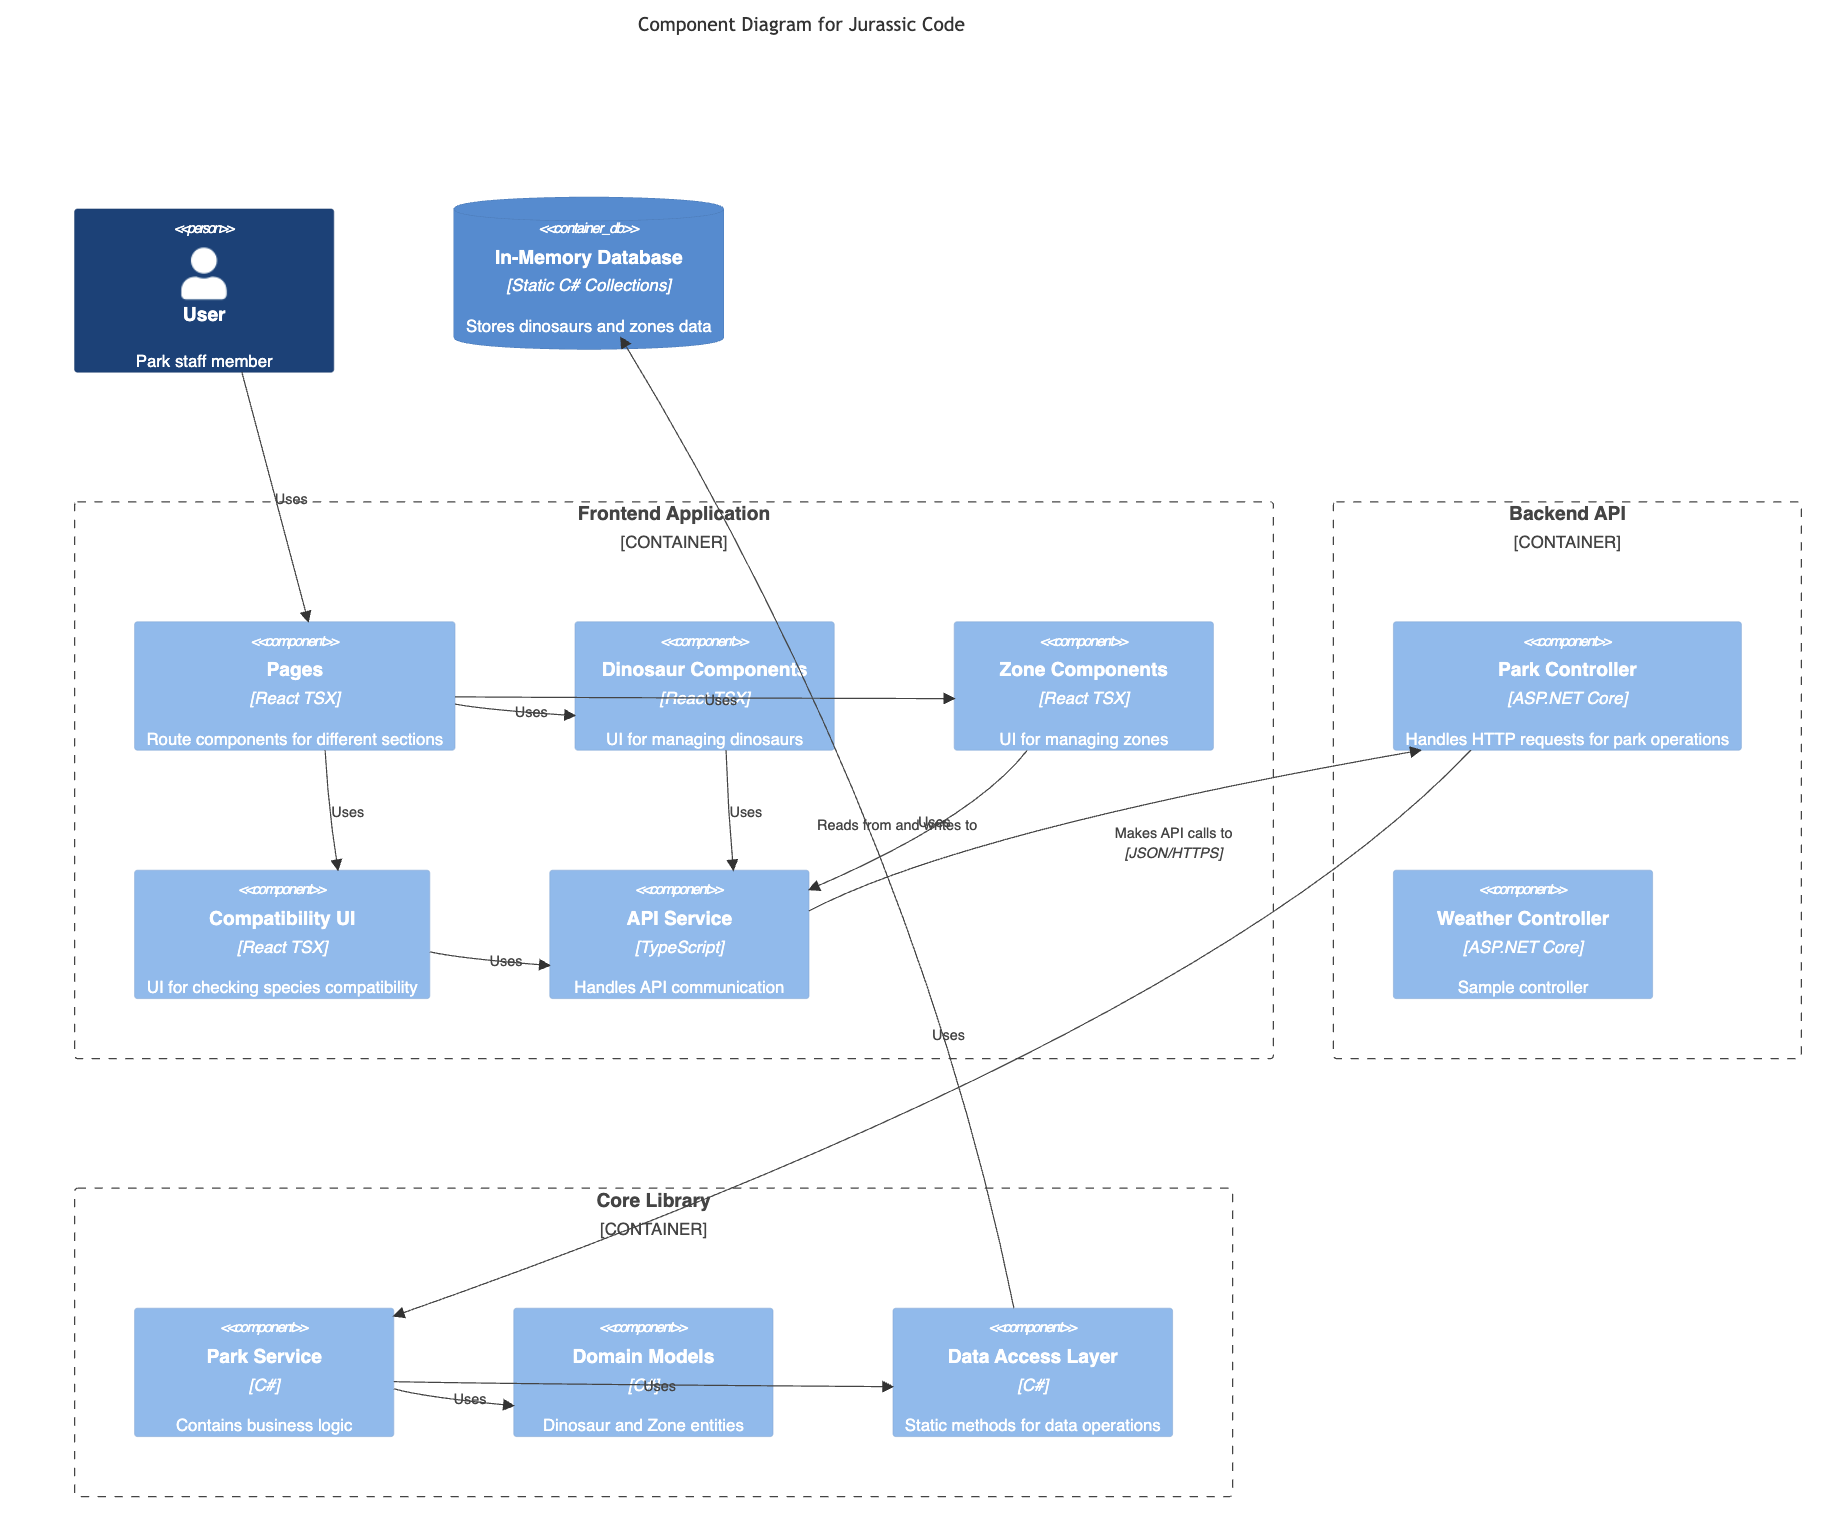 Component Diagram for Jurassic Code
<<person>>
User
Park staff member
<<container_db>>
In-Memory Database
[Static C# Collections]
Stores dinosaurs and zones data
Uses
Frontend Application
[CONTAINER]
<<component>>
Pages
[React TSX]
Route components for different sections
<<component>>
Dinosaur Components
[React TSX]
UI for managing dinosaurs
<<component>>
Zone Components
[React TSX]
UI for managing zones
Uses
Uses
Uses
Uses
Uses
Reads from and writes to
Makes API calls to
[JSON/HTTPS]
<<component>>
Compatibility UI
[React TSX]
UI for checking species compatibility
Uses
<<component>>
API Service
[TypeScript]
Handles API communication
Backend API
[CONTAINER]
<<component>>
Park Controller
[ASP.NET Core]
Handles HTTP requests for park operations
<<component>>
Weather Controller
[ASP.NET Core]
Sample controller
Uses
Core Library
[CONTAINER]
<<component>>
Park Service
[C#]
Contains business logic
Uses
<<component>>
Domain Models
[C#]
Uses
Dinosaur and Zone entities
<<component>>
Data Access Layer
[C#]
Static methods for data operations